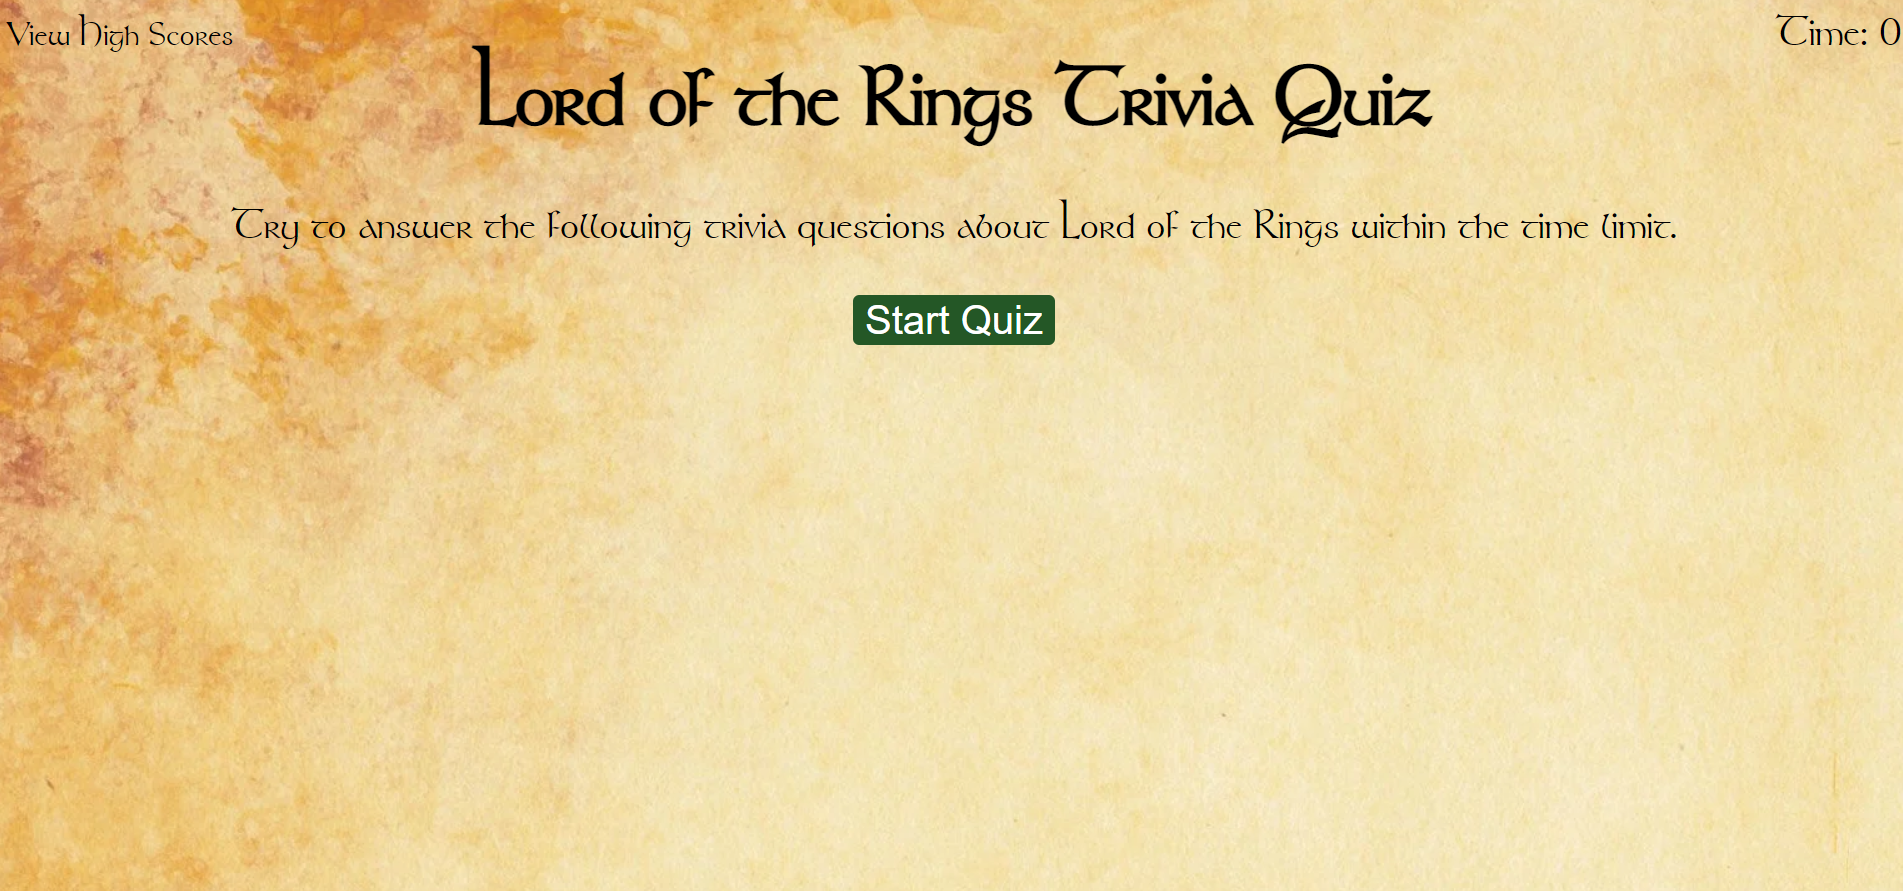 View High Scores
Time: 0
Lord of the Rings Trivia Quiz
Try to answer the following trivia questions about Lord of the Rings within the time limit.
Start Quiz